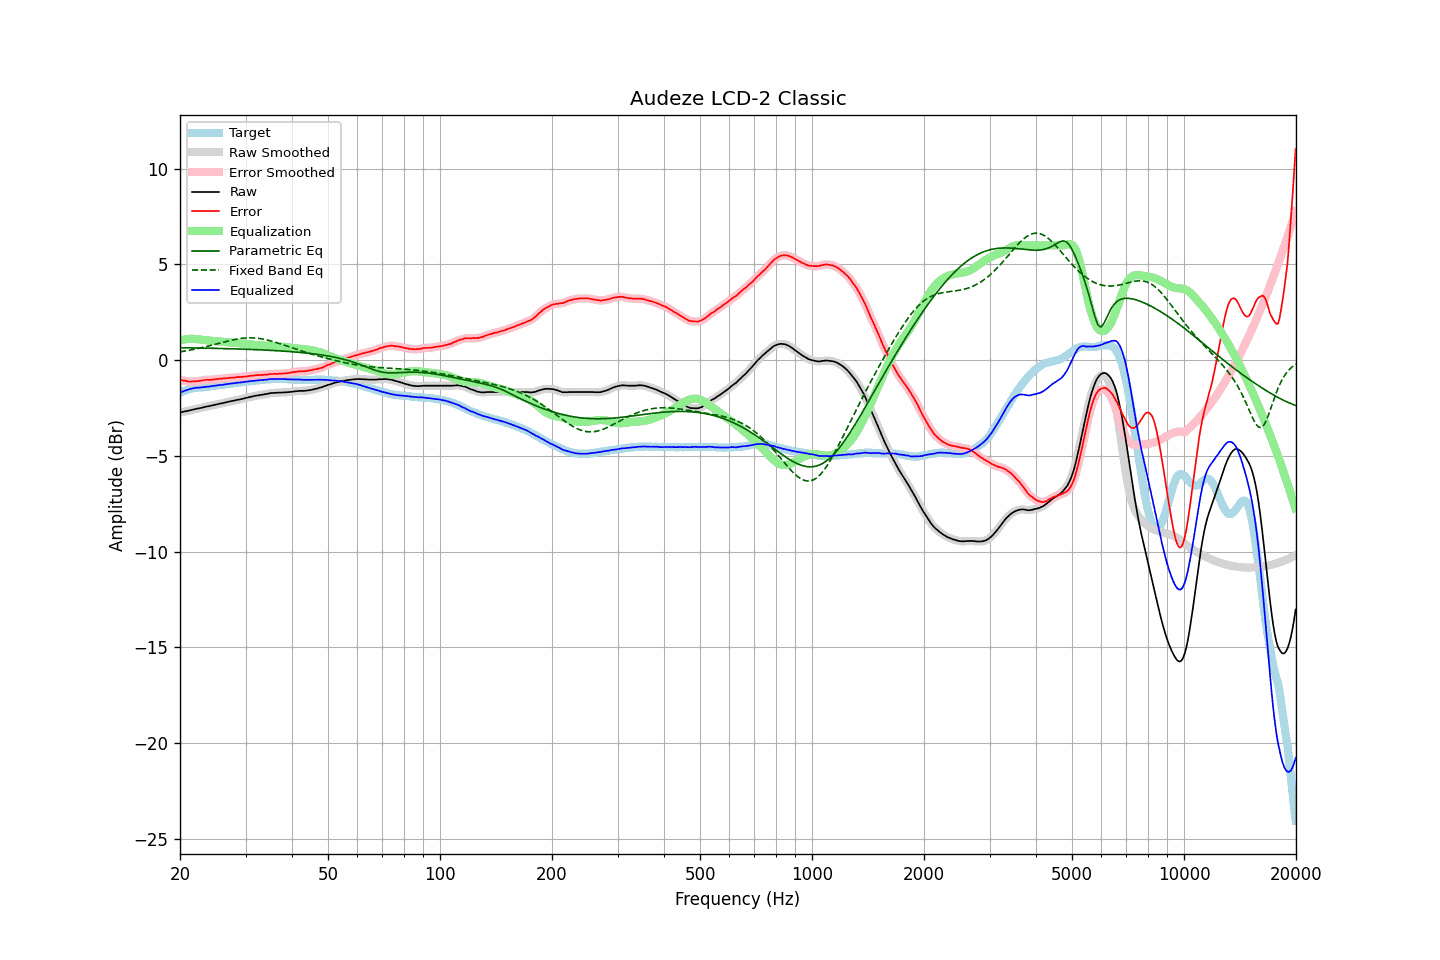 Audeze LCD-2 Classic
Target
Raw Smoothed
Error Smoothed
Raw
Error
Equalization
Parametric Eq
Fixed Band Eq
Equalized
10
5
0
−5
−10
−15
−20
−25
Amplitude (dBr)
20 50 100 200 500 1000 2000 5000 10000 20000
Frequency (Hz)